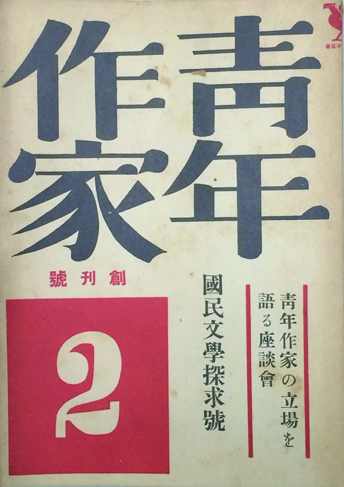 青年
作家
創刊號
2
國民文學探求號
青年作家の立場を
語る座談會